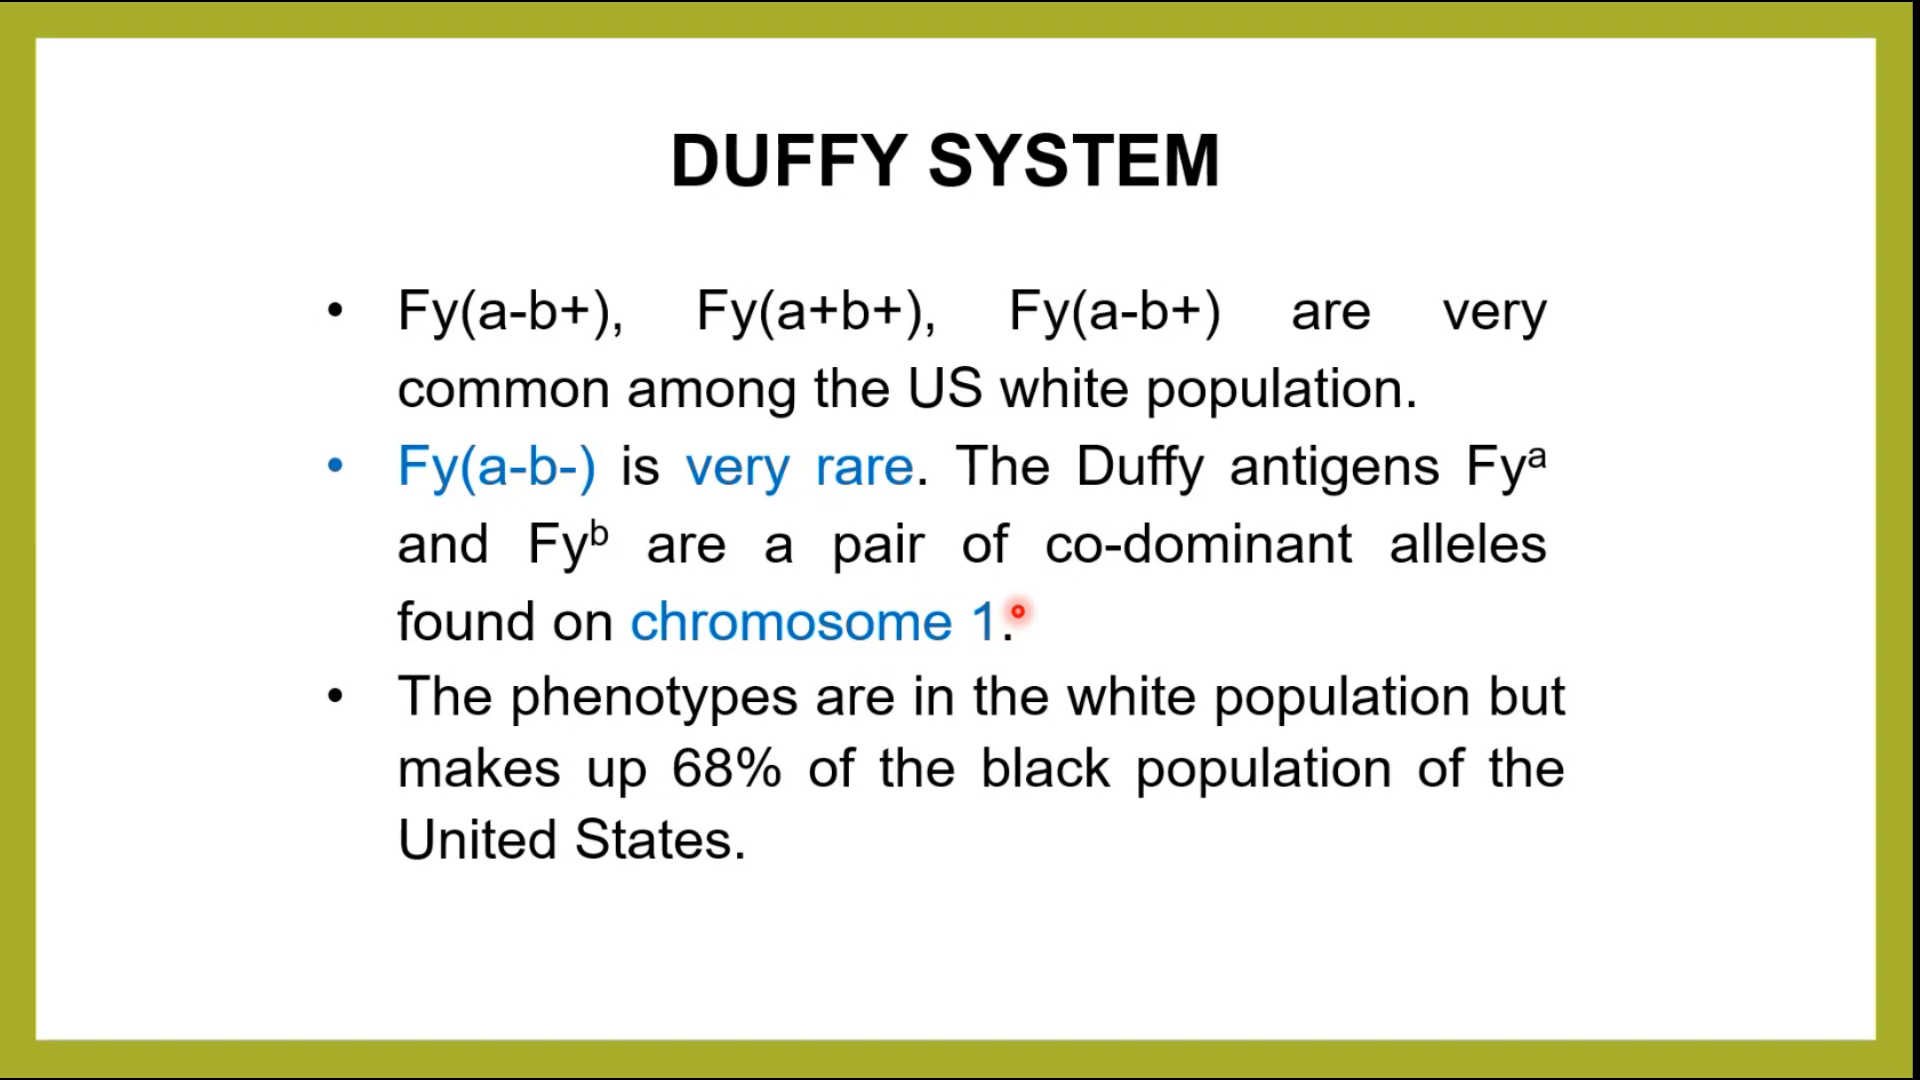 DUFFY SYSTEM
• Fy(a-b+), Fy(a+b+), Fy(a-b+) are very
common among the US white population.
• Fy(a-b-) is very rare. The Duffy antigens Fyᵃ
and Fyᵇ are a pair of co-dominant alleles
found on chromosome 1.
• The phenotypes are in the white population but
makes up 68% of the black population of the
United States.